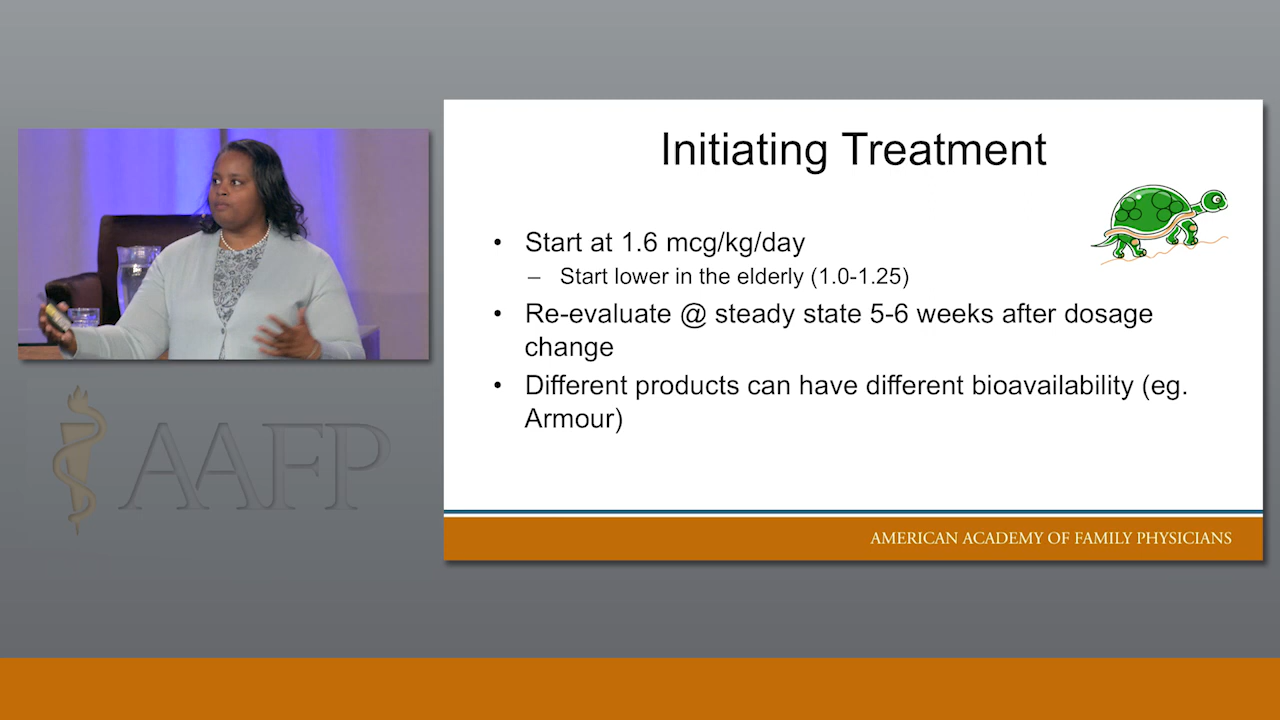 Initiating Treatment
• Start at 1.6 mcg/kg/day
– Start lower in the elderly (1.0-1.25)
• Re-evaluate @ steady state 5-6 weeks after dosage
change
• Different products can have different bioavailability (eg.
Armour)
AMERICAN ACADEMY OF FAMILY PHYSICIANS
AAFP